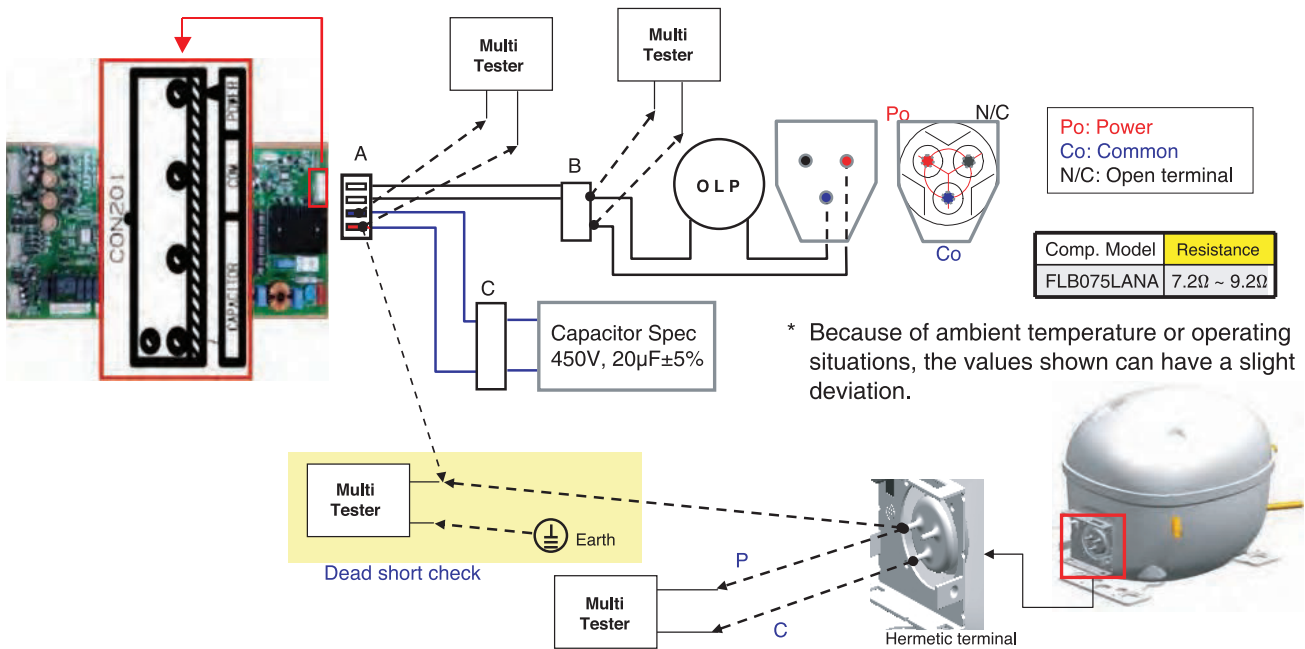 CON201
POWER
COM
CAPACITOR
Multi
Tester
Multi
Tester
A
B
C
O L P
Po
N/C
Co
Po: Power
Co: Common
N/C: Open terminal
Comp. Model Resistance
FLB075LANA 7.2Ω ~ 9.2Ω
Capacitor Spec
450V, 20µF±5%
* Because of ambient temperature or operating
situations, the values shown can have a slight
deviation.
Multi
Tester
Earth
Dead short check
P
C
Multi
Tester
Hermetic terminal